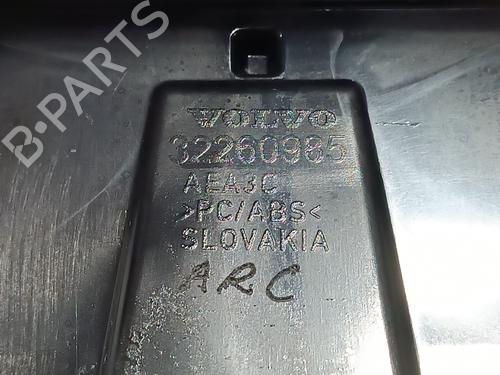 VOLVO
32260985
AEA3C
>PC/ABS<
SLOVAKIA
ARC
B-PARTS